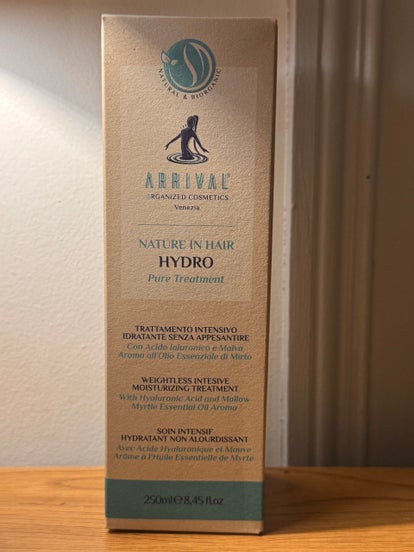 NATURAL & BIORGANIC
ARRIVAL
ORGANIZED COSMETICS
Venezia
NATURE IN HAIR
HYDRO
Pure Treatment
TRATTAMENTO INTENSIVO
IDRATANTE SENZA APPESANTIRE
Con Acido Ialuronico e Malva
Aroma all'Olio Essenziale di Mirto
WEIGHTLESS INTESIVE
MOISTURIZING TREATMENT
With Hyaluronic Acid and Mallow
Myrtle Essential Oil Aroma
SOIN INTENSIF
HYDRATANT NON ALOURDISSANT
Avec Acide Hyaluronique et Mauve
Arôme à l'Huile Essentielle de Myrte
250ml℮8,45 fl.oz